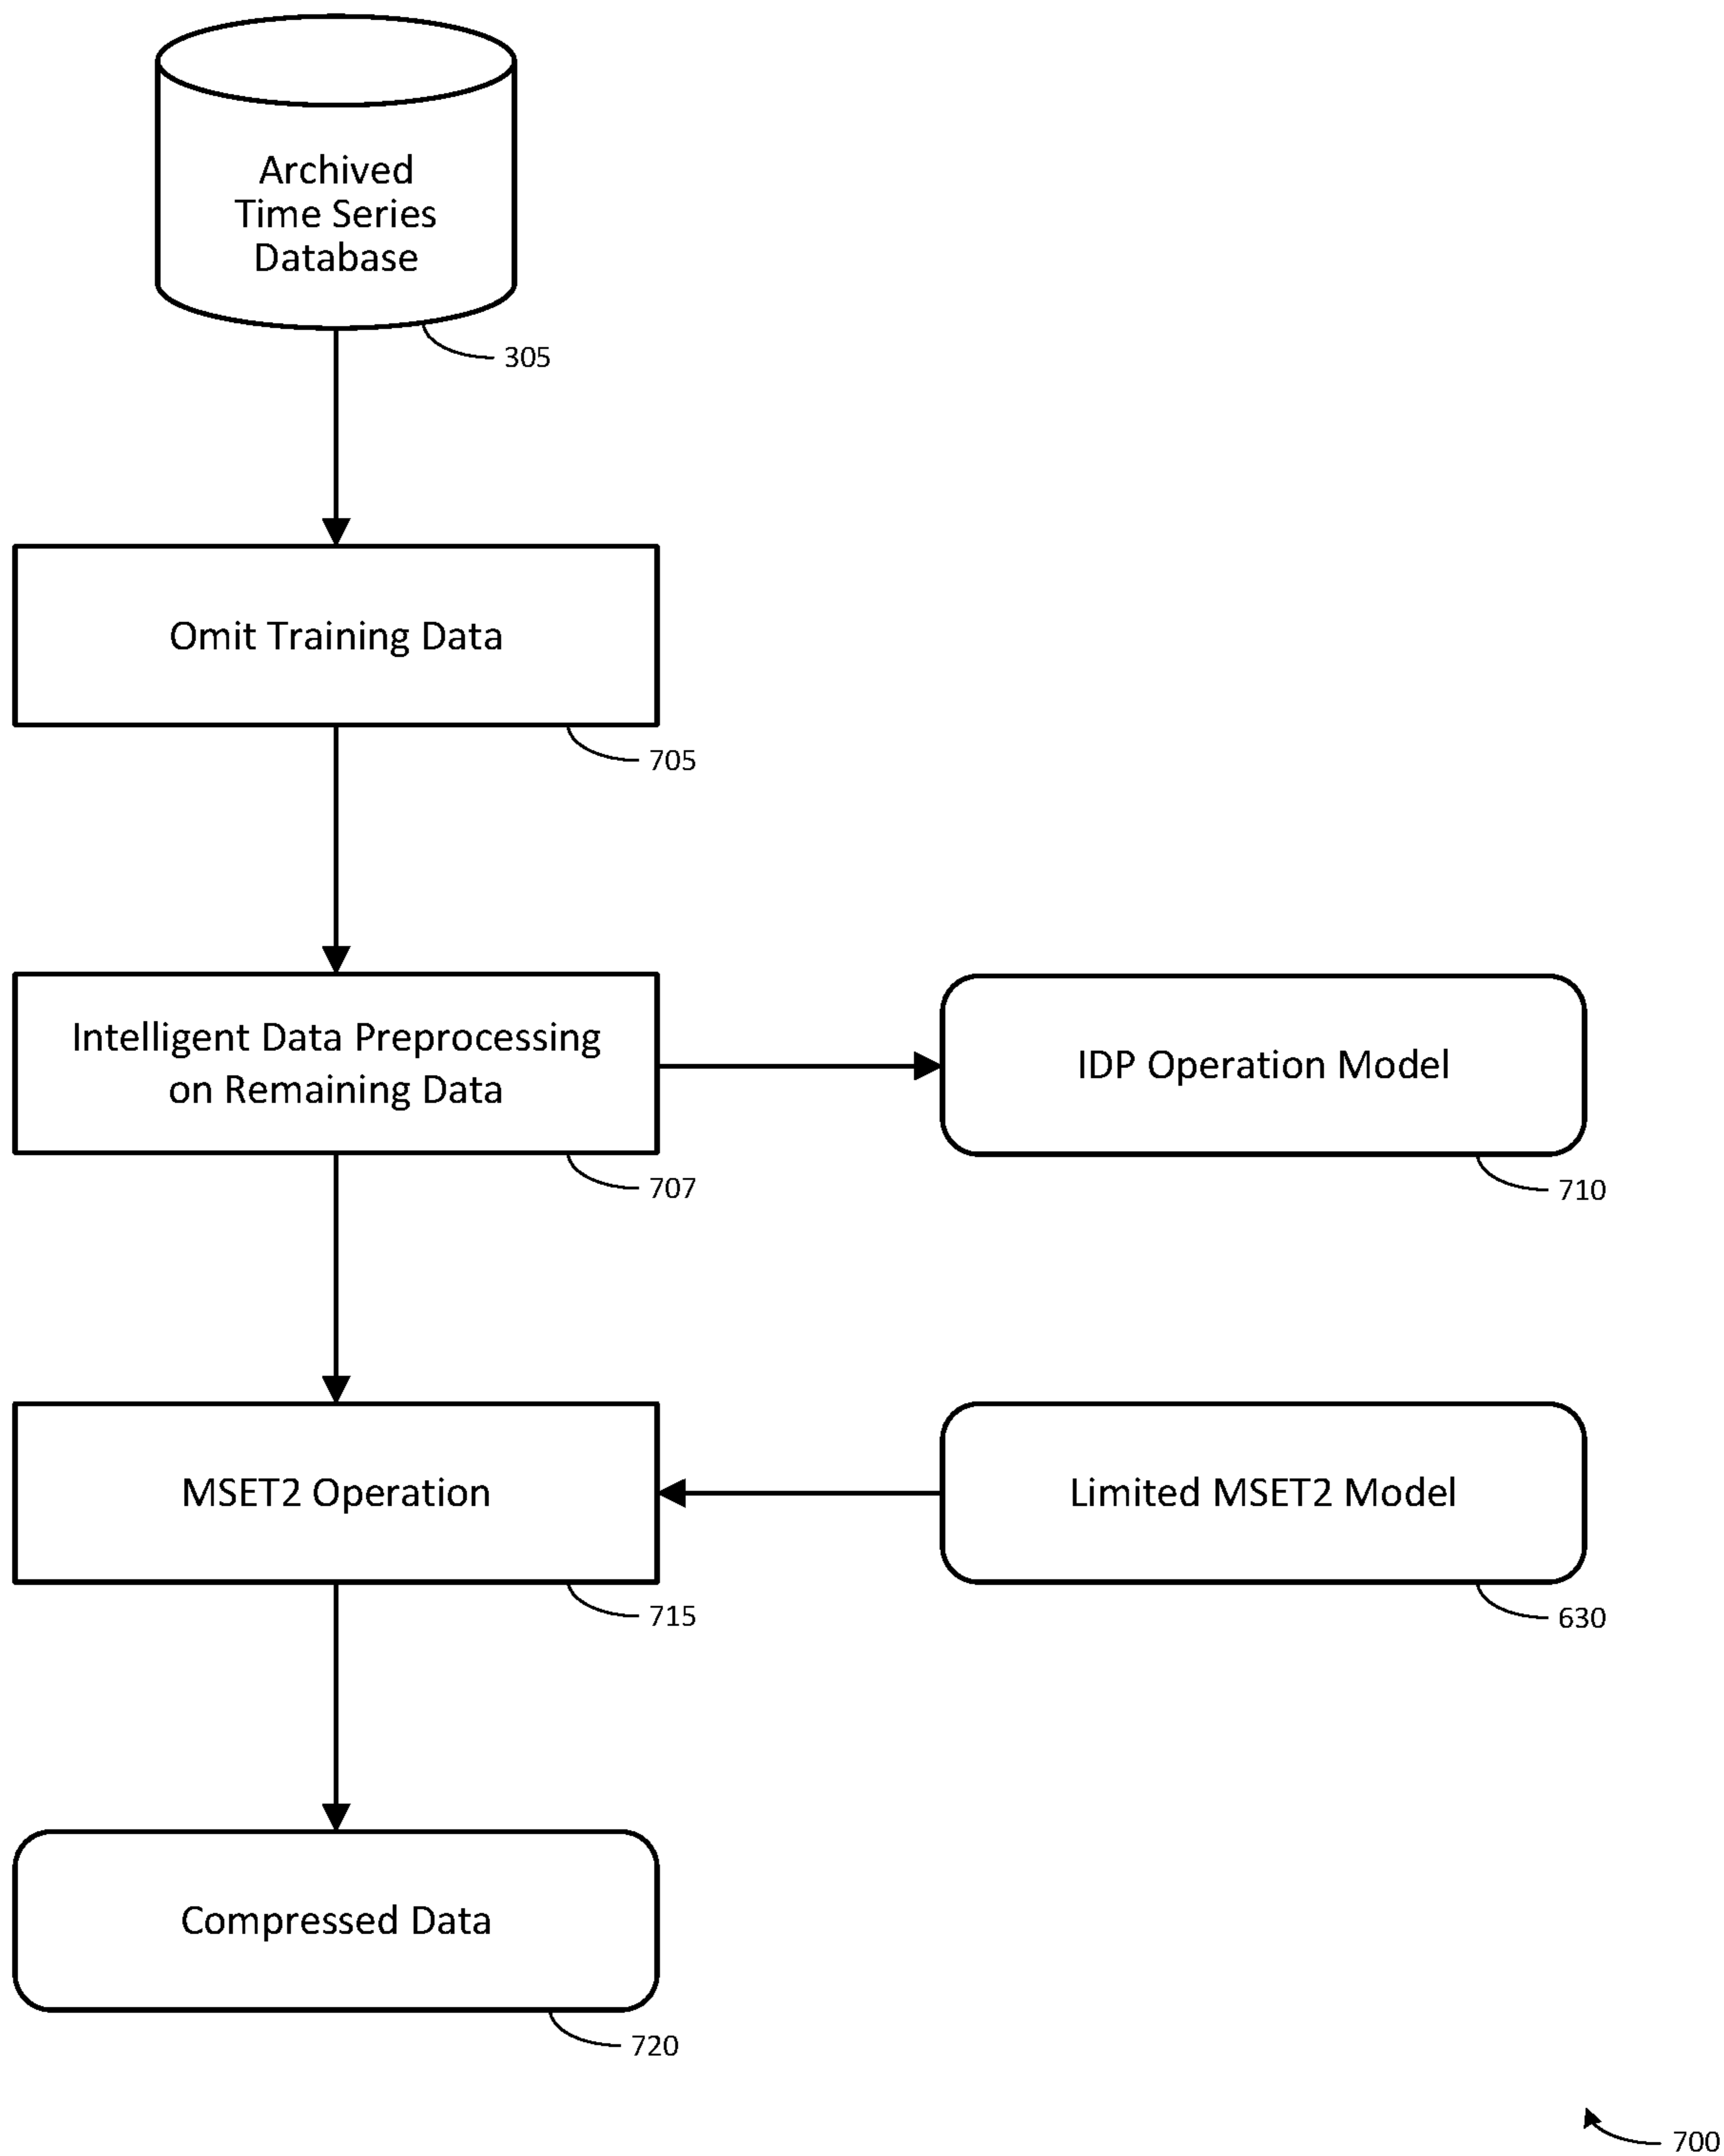 Archived
Time Series
Database
305
Omit Training Data
705
Intelligent Data Preprocessing
on Remaining Data
707
IDP Operation Model
710
MSET2 Operation
715
Limited MSET2 Model
630
Compressed Data
720
700